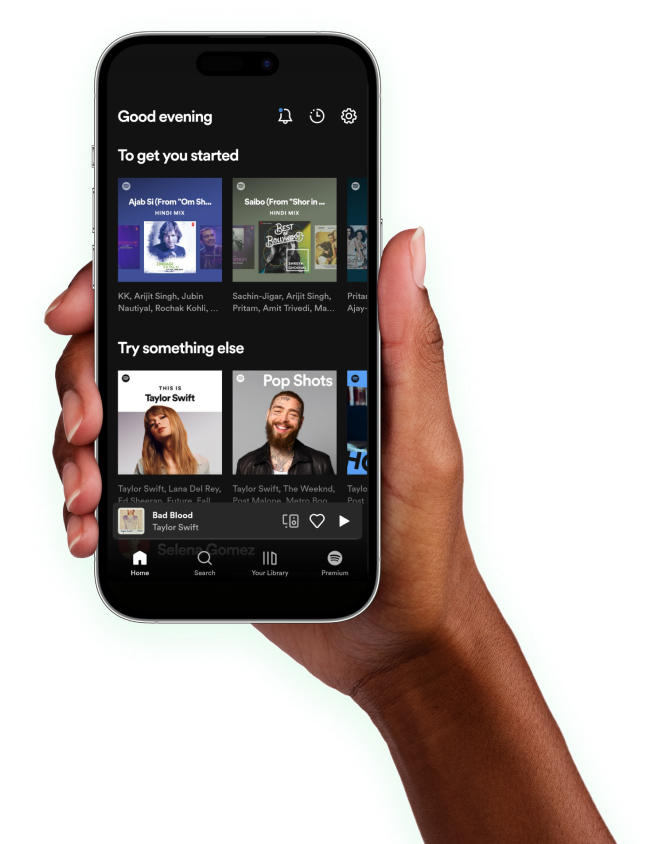 Good evening
To get you started
Ajab Si (From "Om Sh...
HINDI MIX
Saibo (From "Shor in ...
HINDI MIX
BEST
OF
BOLLYWOOD
SHREYA
GHOSHAL
KK, Arijit Singh, Jubin
Nautiyal, Rochak Kohli, ...
Sachin-Jigar, Arijit Singh,
Pritam, Amit Trivedi, Ma...
Pritar
Ajay-
Try something else
THIS IS
Taylor Swift
Pop Shots
HO
Taylor Swift, Lana Del Rey,
Ed Sheeran, Future, Fall
Taylor Swift, The Weeknd,
Post Malone, Metro Boo
Taylo
Post
Bad Blood
Taylor Swift
Selena Gomez
Home
Search
Your Library
Premium